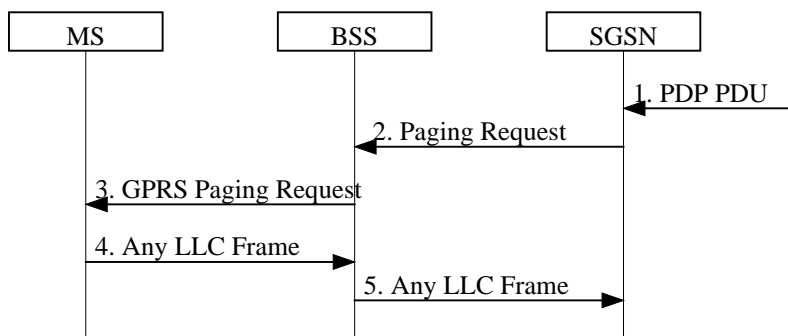 MS
BSS
SGSN
1. PDP PDU
2. Paging Request
3. GPRS Paging Request
4. Any LLC Frame
5. Any LLC Frame